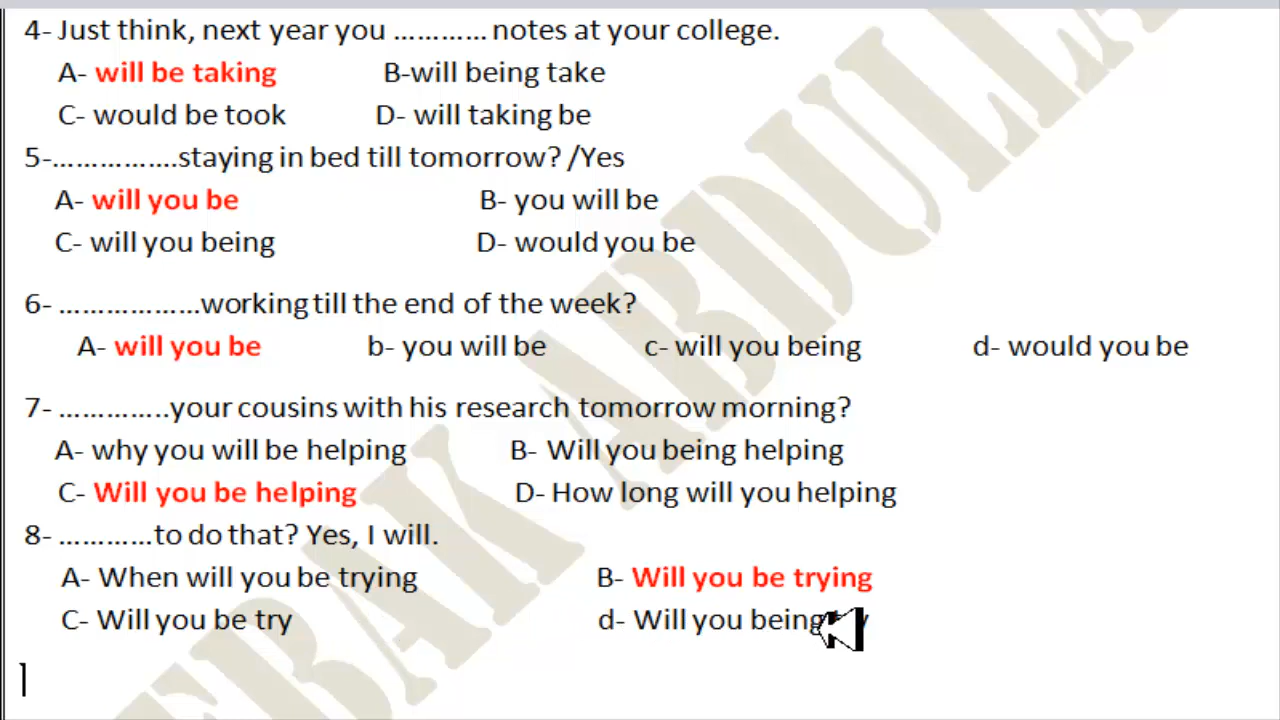 4- Just think, next year you ………… notes at your college.
A- will be taking B-will being take
C- would be took D- will taking be
5-…………….staying in bed till tomorrow? /Yes
A- will you be B- you will be
C- will you being D- would you be
6- ………………working till the end of the week?
A- will you be b- you will be c- will you being d- would you be
7- …………..your cousins with his research tomorrow morning?
A- why you will be helping B- Will you being helping
C- Will you be helping D- How long will you helping
8- …………to do that? Yes, I will.
A- When will you be trying B- Will you be trying
C- Will you be try d- Will you being
ABDULLA